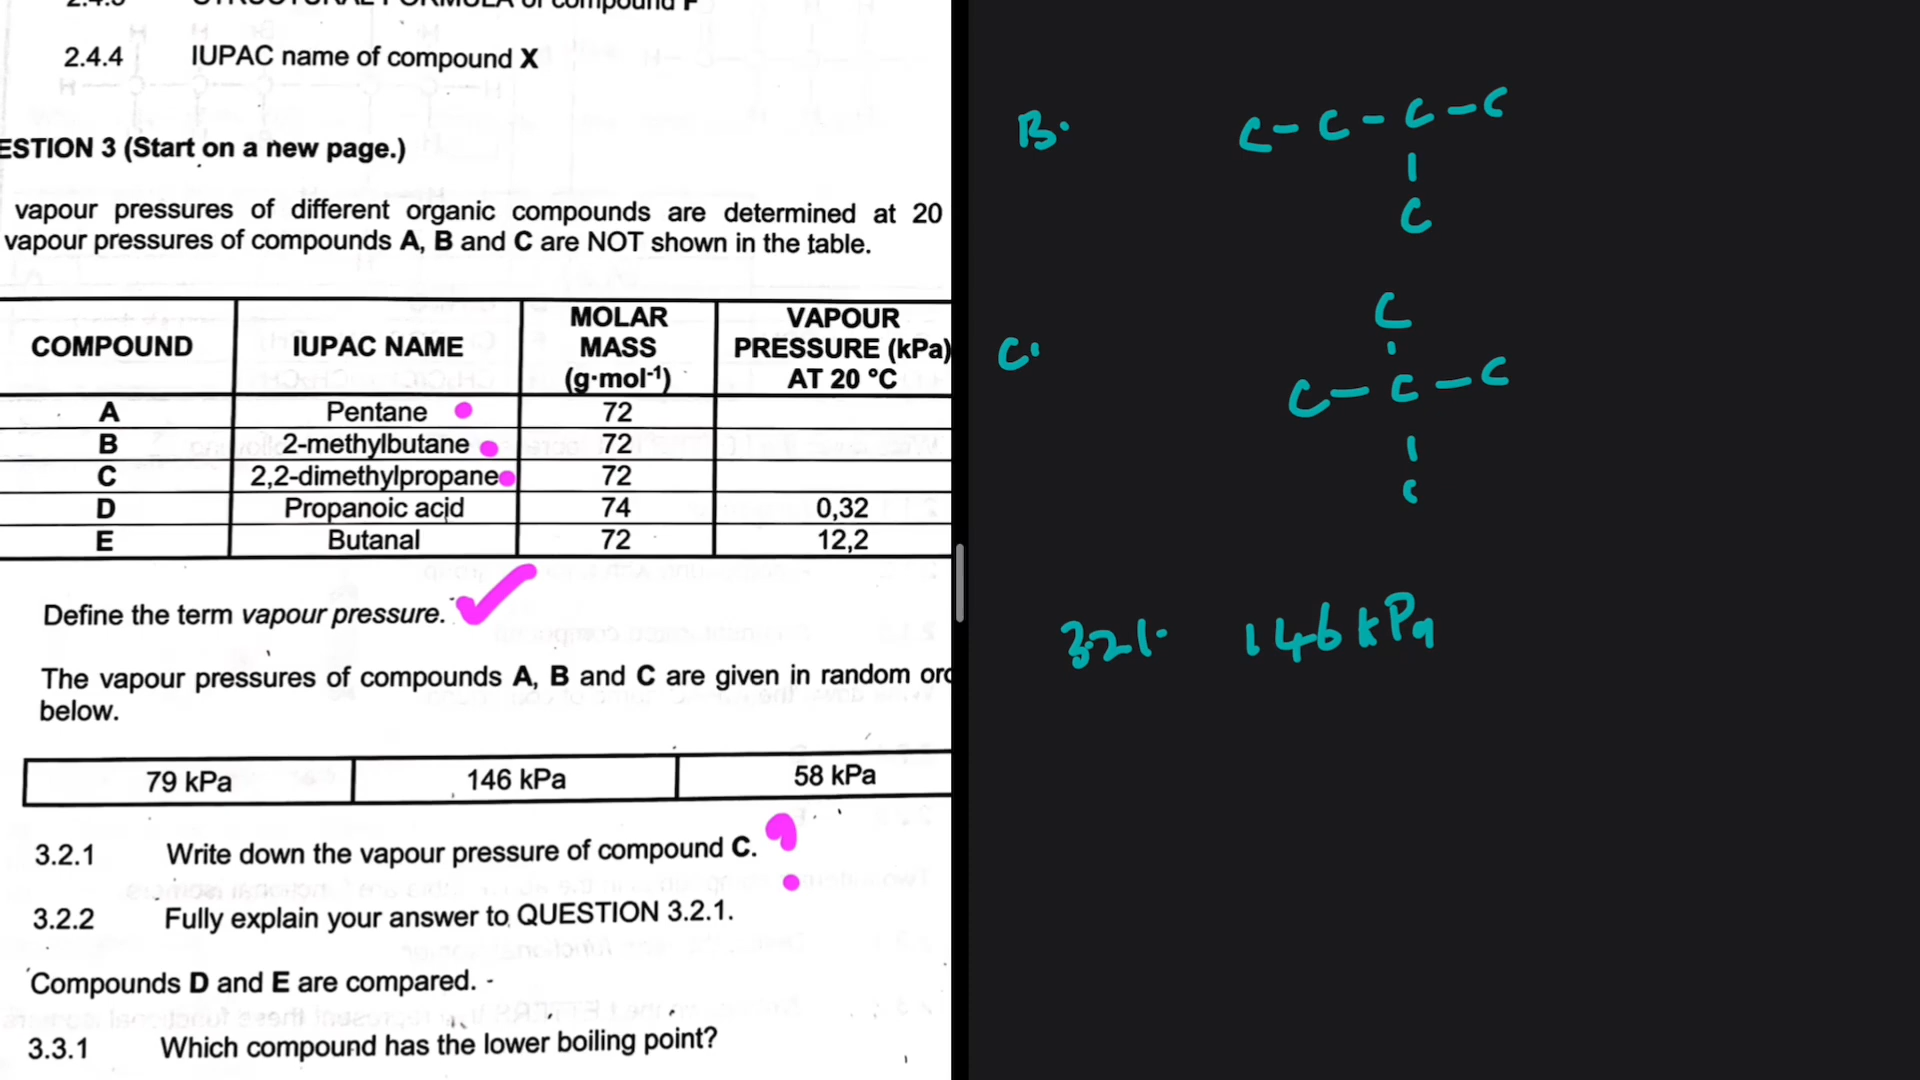 2.4.4 IUPAC name of compound X
ESTION 3 (Start on a new page.)
vapour pressures of different organic compounds are determined at 20
vapour pressures of compounds A, B and C are NOT shown in the table.
COMPOUND IUPAC NAME MOLAR MASS (g·mol⁻¹) VAPOUR PRESSURE (kPa) AT 20 °C
A Pentane 72
B 2-methylbutane 72
C 2,2-dimethylpropane 72
D Propanoic acid 74 0,32
E Butanal 72 12,2
Define the term vapour pressure.
The vapour pressures of compounds A, B and C are given in random ord
below.
79 kPa 146 kPa 58 kPa
3.2.1 Write down the vapour pressure of compound C.
3.2.2 Fully explain your answer to QUESTION 3.2.1.
Compounds D and E are compared.
3.3.1 Which compound has the lower boiling point?
B. C - C - C - C
C
C
C. C - C - C
C
3.2.1. 146 kPa